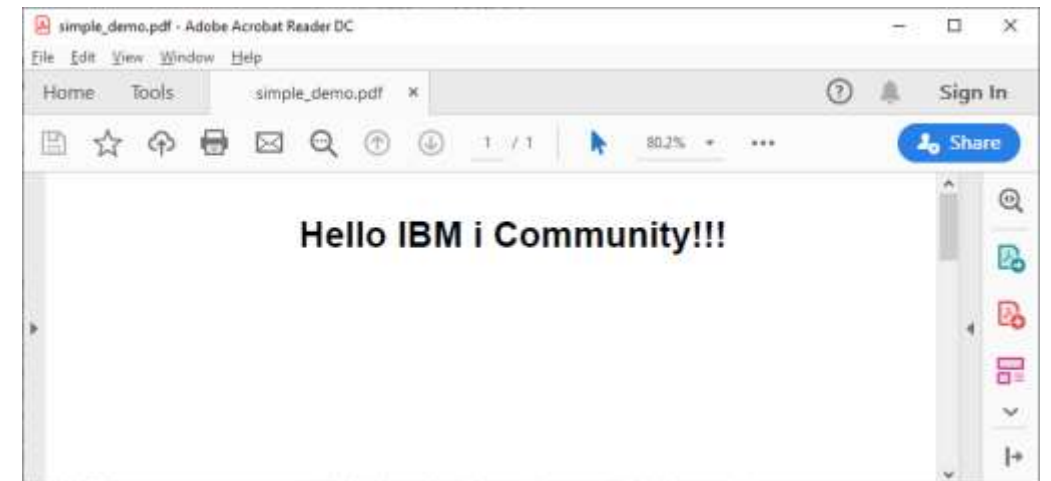 simple_demo.pdf - Adobe Acrobat Reader DC
File Edit View Window Help
Home Tools simple_demo.pdf × Sign In
1 / 1 80.2% Share
Hello IBM i Community!!!